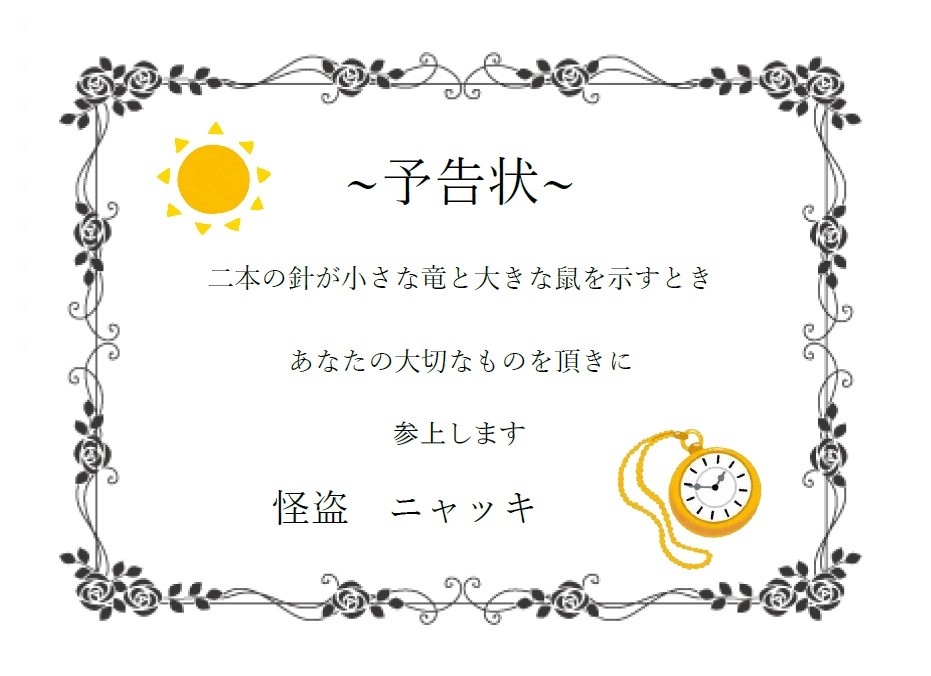 ~予告状~
二本の針が小さな竜と大きな鼠を示すとき
あなたの大切なものを頂きに
参上します
怪盗　ニャッキ